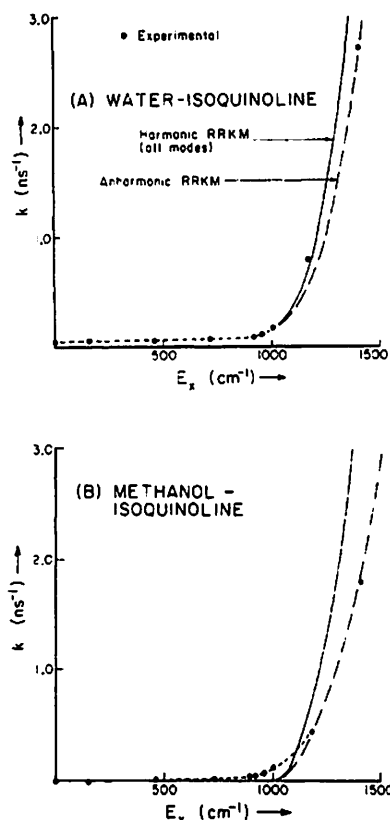 3.0
• Experimental
(A) WATER-ISOQUINOLINE
Harmonic RRKM
(all modes)
2.0
Anharmonic RRKM
k (ns⁻¹)
1.0
500
1000
1500
Eₓ (cm⁻¹)
3.0
(B) METHANOL -
ISOQUINOLINE
2.0
k (ns⁻¹)
1.0
500
1000
1500
(cm⁻¹)